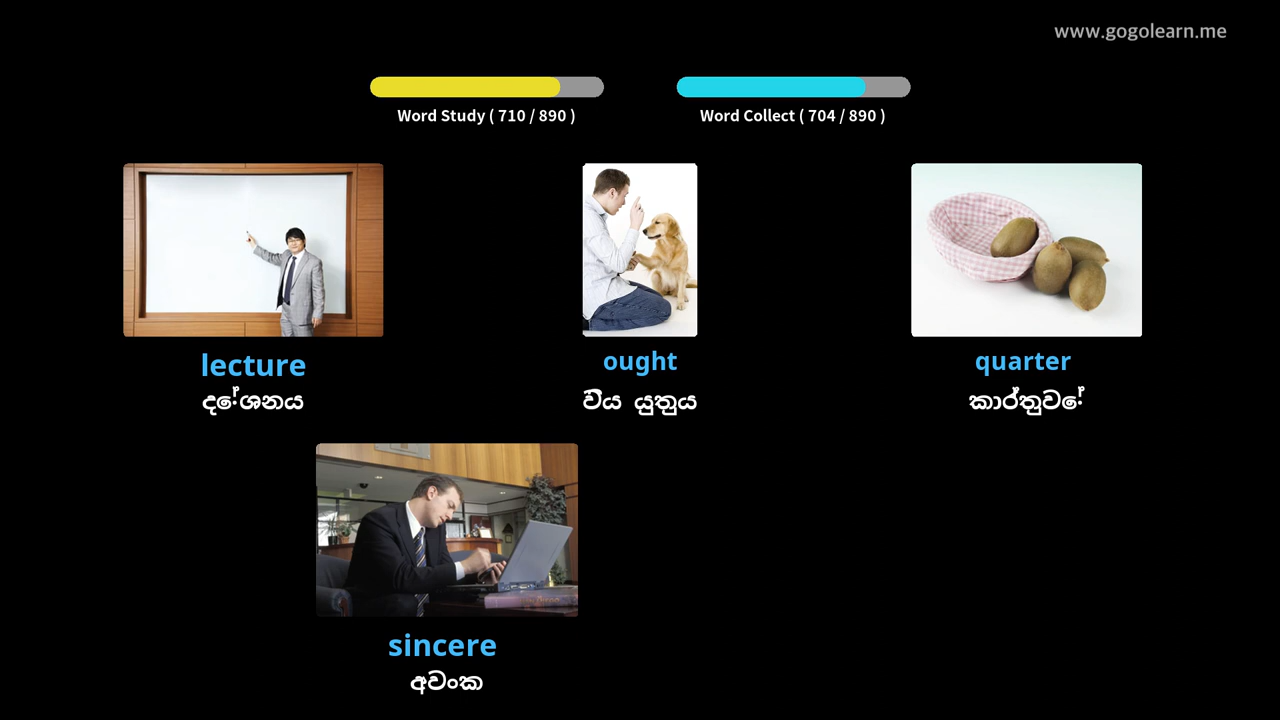 www.gogolearn.me
Word Study ( 710 / 890 )
Word Collect ( 704 / 890 )
lecture
දේශනය
ought
විය යුතුය
quarter
කාර්තුවේ
sincere
අවංක